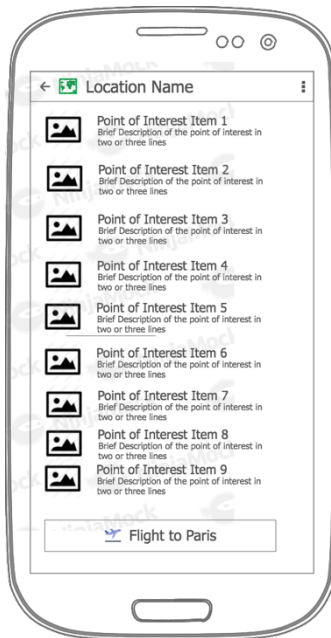 Location Name
Point of Interest Item 1
Brief Description of the point of interest in
two or three lines
Point of Interest Item 2
Brief Description of the point of interest in
two or three lines
Point of Interest Item 3
Brief Description of the point of interest in
two or three lines
Point of Interest Item 4
Brief Description of the point of interest in
two or three lines
Point of Interest Item 5
Brief Description of the point of interest in
two or three lines
Point of Interest Item 6
Brief Description of the point of interest in
two or three lines
Point of Interest Item 7
Brief Description of the point of interest in
two or three lines
Point of Interest Item 8
Brief Description of the point of interest in
two or three lines
Point of Interest Item 9
Brief Description of the point of interest in
two or three lines
Flight to Paris
NinjaMock